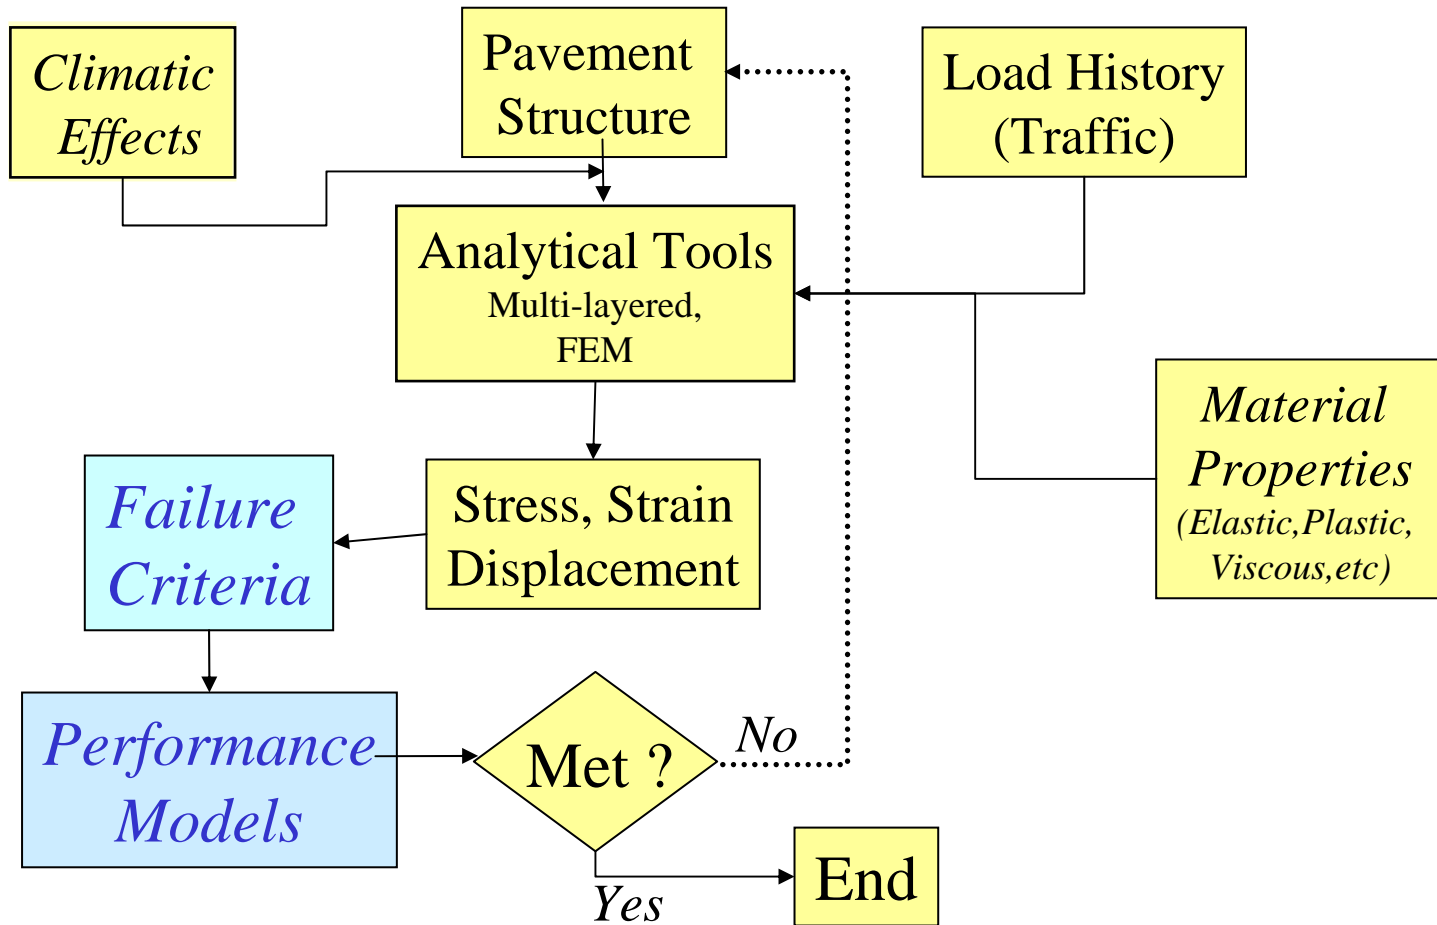 Climatic
Effects
Pavement
Structure
Load History
(Traffic)
Analytical Tools
Multi-layered,
FEM
Material
Properties
(Elastic,Plastic,
Viscous,etc)
Stress, Strain
Displacement
Failure
Criteria
Performance
Models
Met ?
No
Yes
End